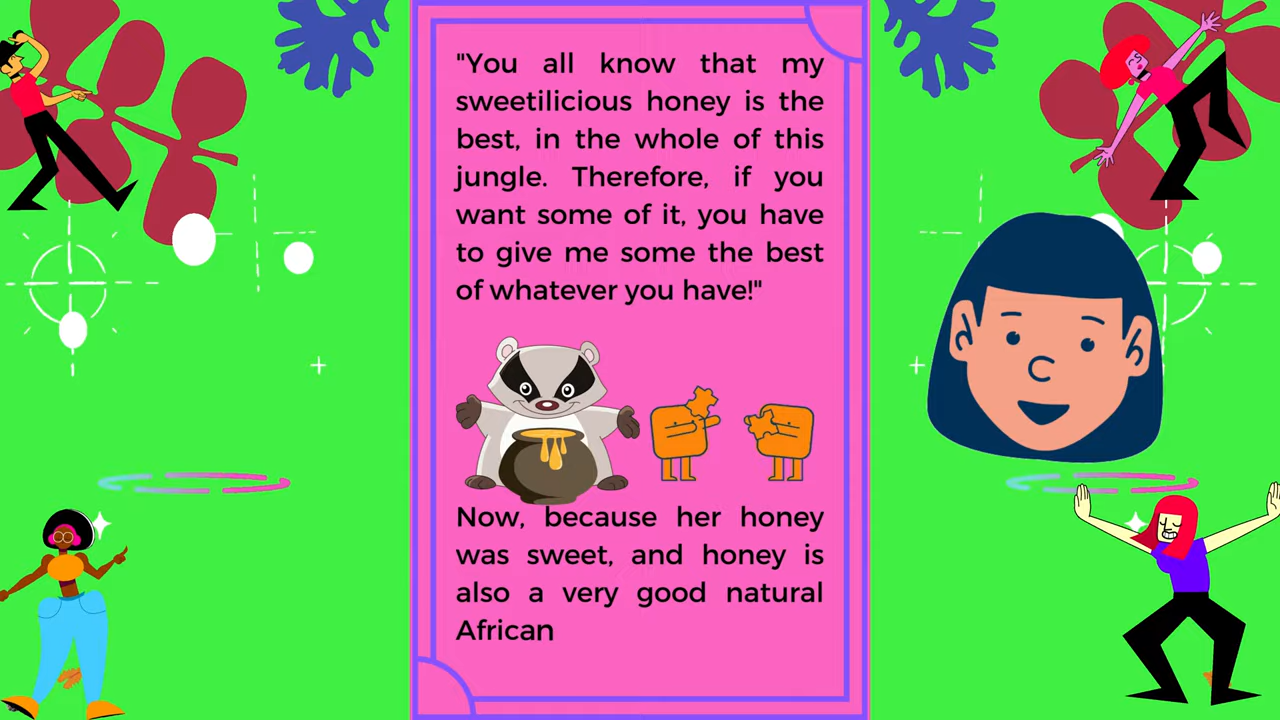 "You all know that my
sweetilicious honey is the
best, in the whole of this
jungle. Therefore, if you
want some of it, you have
to give me some the best
of whatever you have!"
Now, because her honey
was sweet, and honey is
also a very good natural
African